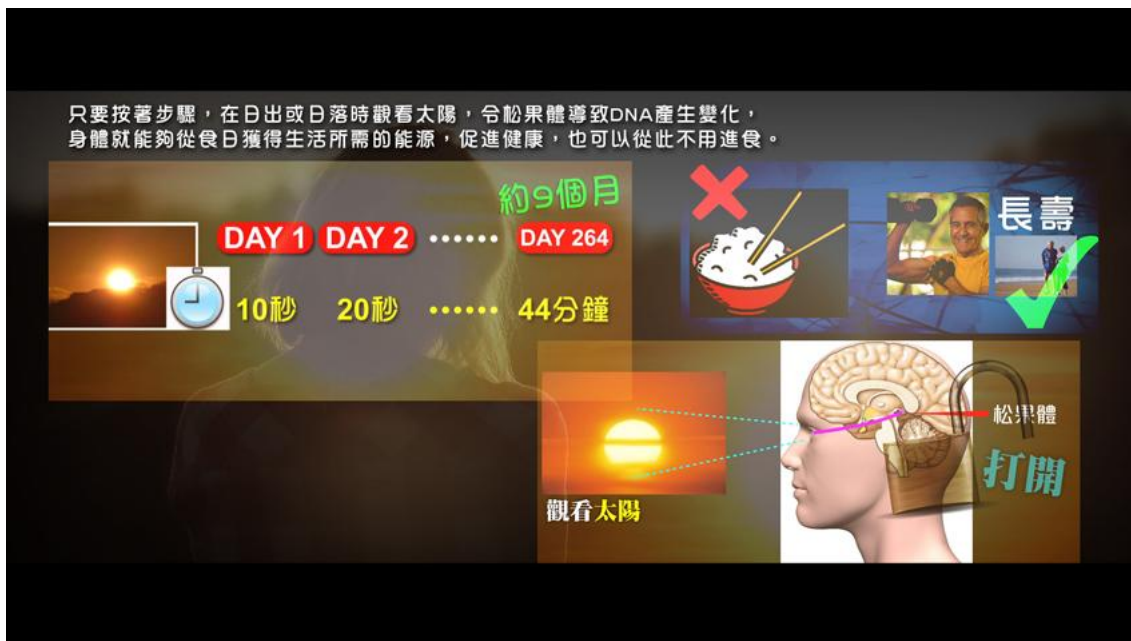 只要按著步驟，在日出或日落時觀看太陽，令松果體導致DNA產生變化，
身體就能夠從食日獲得生活所需的能源，促進健康，也可以從此不用進食。
約9個月
DAY 1 DAY 2 ⋯⋯ DAY 264
10秒 20秒 ⋯⋯ 44分鐘
長壽
松果體
打開
觀看太陽